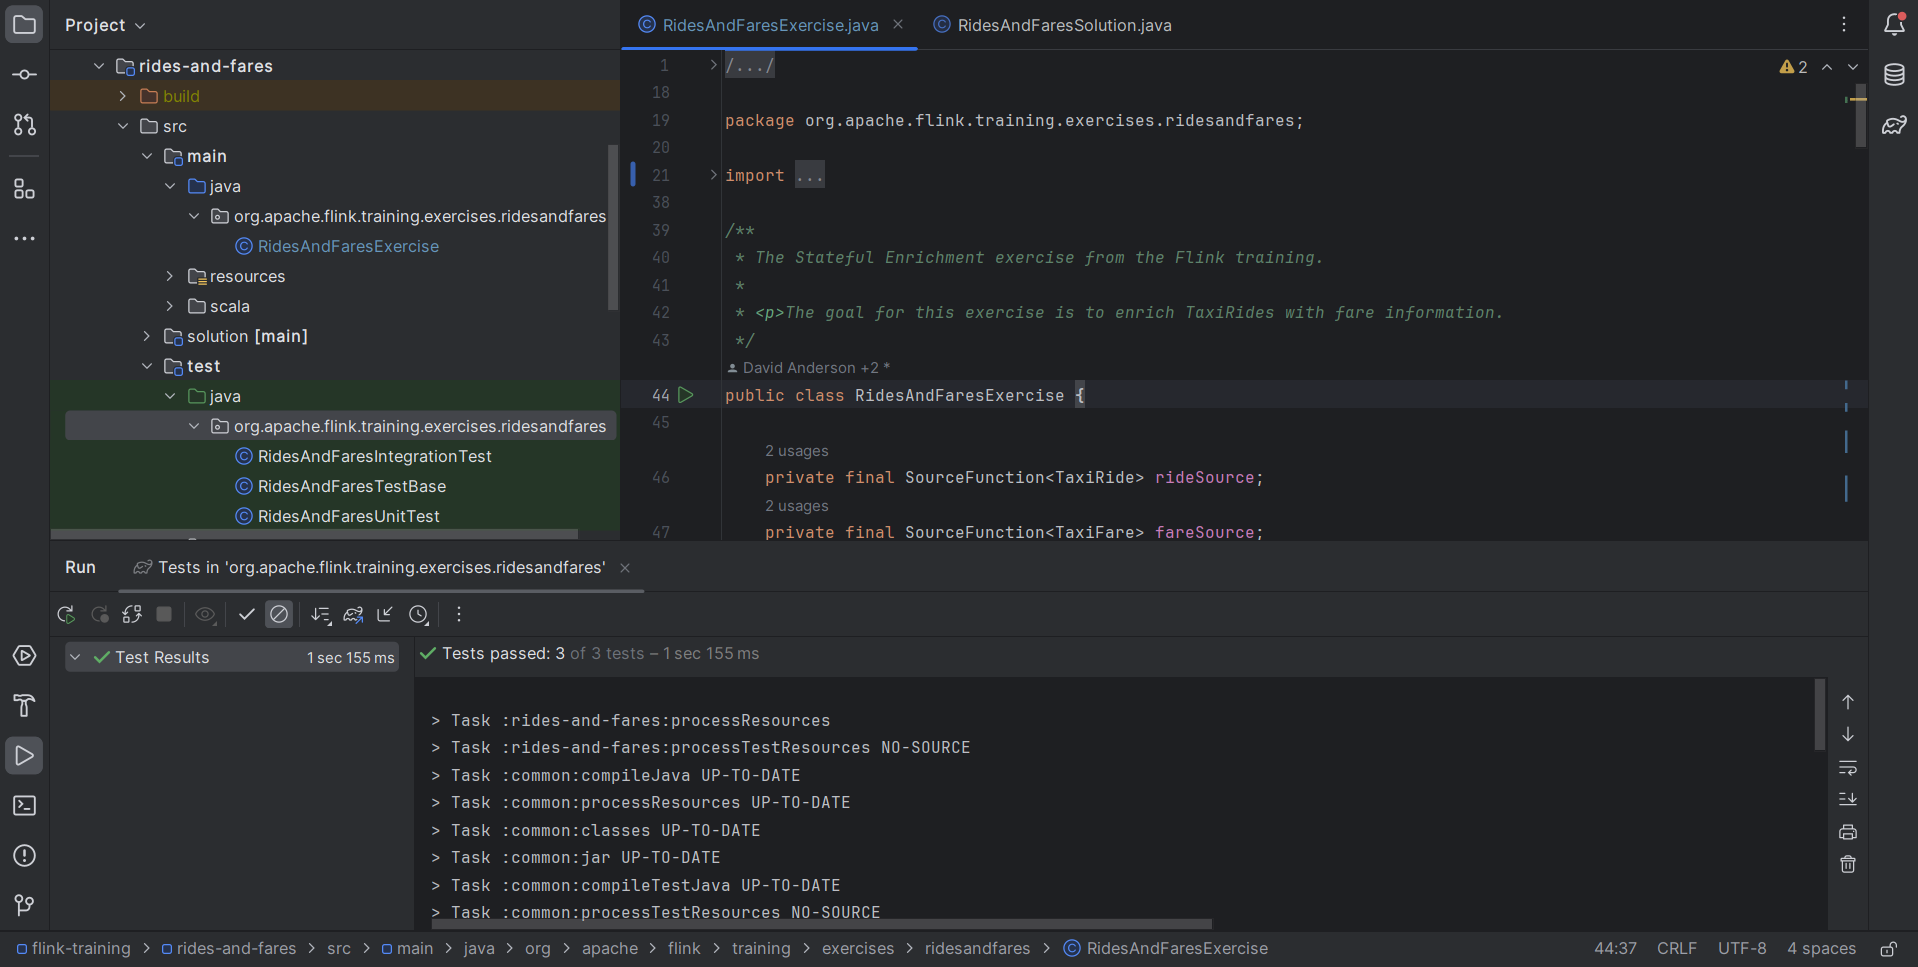 Project
rides-and-fares
build
src
main
java
org.apache.flink.training.exercises.ridesandfares
RidesAndFaresExercise
resources
scala
solution [main]
test
java
org.apache.flink.training.exercises.ridesandfares
RidesAndFaresIntegrationTest
RidesAndFaresTestBase
RidesAndFaresUnitTest
RidesAndFaresExercise.java
RidesAndFaresSolution.java
2
1 /.../
18
19 package org.apache.flink.training.exercises.ridesandfares;
20
21 import ...
38
39 /**
40 * The Stateful Enrichment exercise from the Flink training.
41 *
42 * <p>The goal for this exercise is to enrich TaxiRides with fare information.
43 */
David Anderson +2 *
44 public class RidesAndFaresExercise {
45
2 usages
46 private final SourceFunction<TaxiRide> rideSource;
2 usages
47 private final SourceFunction<TaxiFare> fareSource;
Run Tests in 'org.apache.flink.training.exercises.ridesandfares'
Test Results 1 sec 155 ms
Tests passed: 3 of 3 tests – 1 sec 155 ms
> Task :rides-and-fares:processResources
> Task :rides-and-fares:processTestResources NO-SOURCE
> Task :common:compileJava UP-TO-DATE
> Task :common:processResources UP-TO-DATE
> Task :common:classes UP-TO-DATE
> Task :common:jar UP-TO-DATE
> Task :common:compileTestJava UP-TO-DATE
> Task :common:processTestResources NO-SOURCE
flink-training > rides-and-fares > src > main > java > org > apache > flink > training > exercises > ridesandfares > RidesAndFaresExercise 44:37 CRLF UTF-8 4 spaces